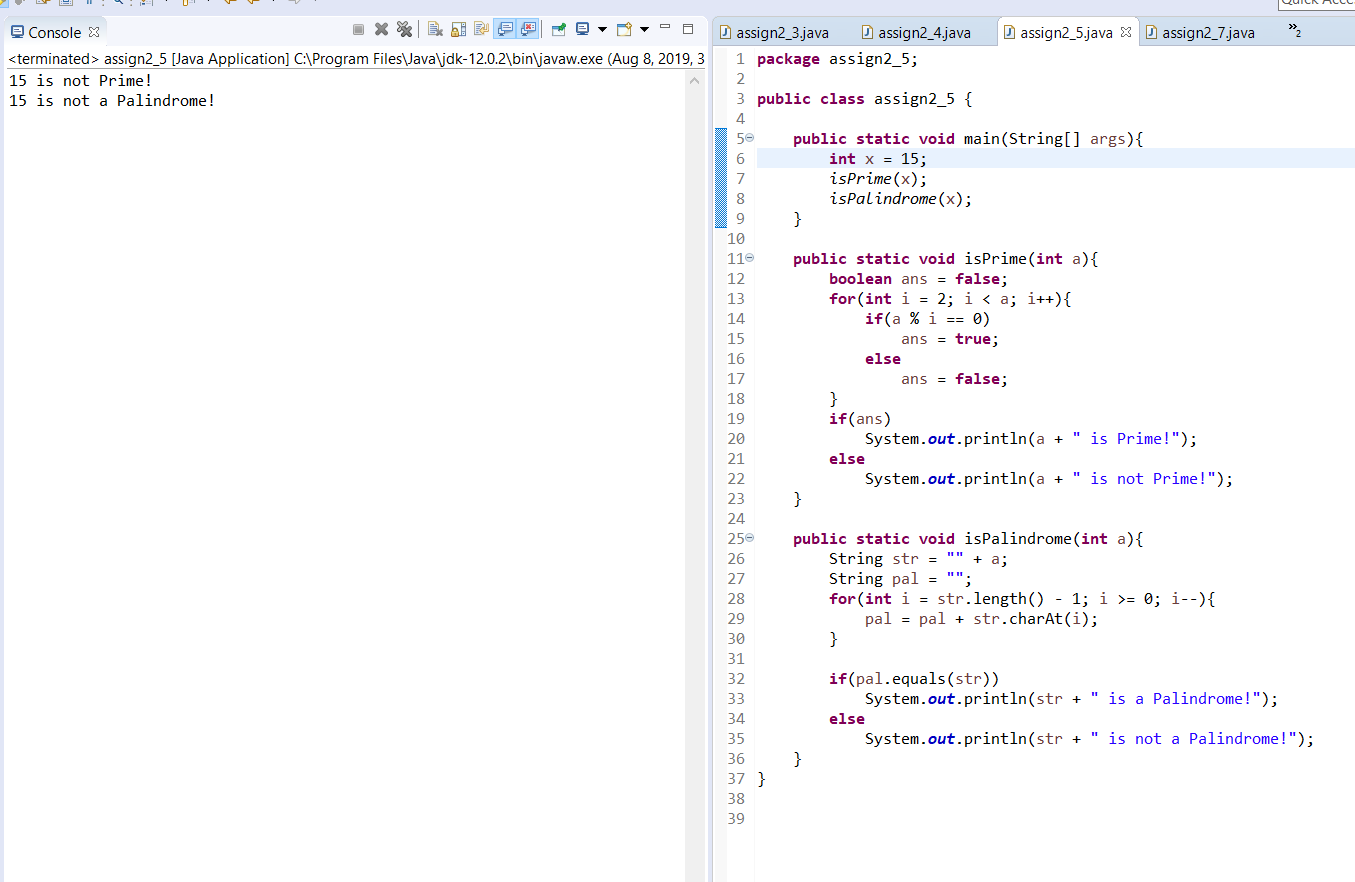 Quick Acce
Console
<terminated> assign2_5 [Java Application] C:\Program Files\Java\jdk-12.0.2\bin\javaw.exe (Aug 8, 2019, 3
15 is not Prime!
15 is not a Palindrome!
assign2_3.java assign2_4.java assign2_5.java assign2_7.java »2
1 package assign2_5;
2
3 public class assign2_5 {
4
5     public static void main(String[] args){
6         int x = 15;
7         isPrime(x);
8         isPalindrome(x);
9     }
10
11     public static void isPrime(int a){
12         boolean ans = false;
13         for(int i = 2; i < a; i++){
14             if(a % i == 0)
15                 ans = true;
16             else
17                 ans = false;
18         }
19         if(ans)
20             System.out.println(a + " is Prime!");
21         else
22             System.out.println(a + " is not Prime!");
23     }
24
25     public static void isPalindrome(int a){
26         String str = "" + a;
27         String pal = "";
28         for(int i = str.length() - 1; i >= 0; i--){
29             pal = pal + str.charAt(i);
30         }
31
32         if(pal.equals(str))
33             System.out.println(str + " is a Palindrome!");
34         else
35             System.out.println(str + " is not a Palindrome!");
36     }
37 }
38
39